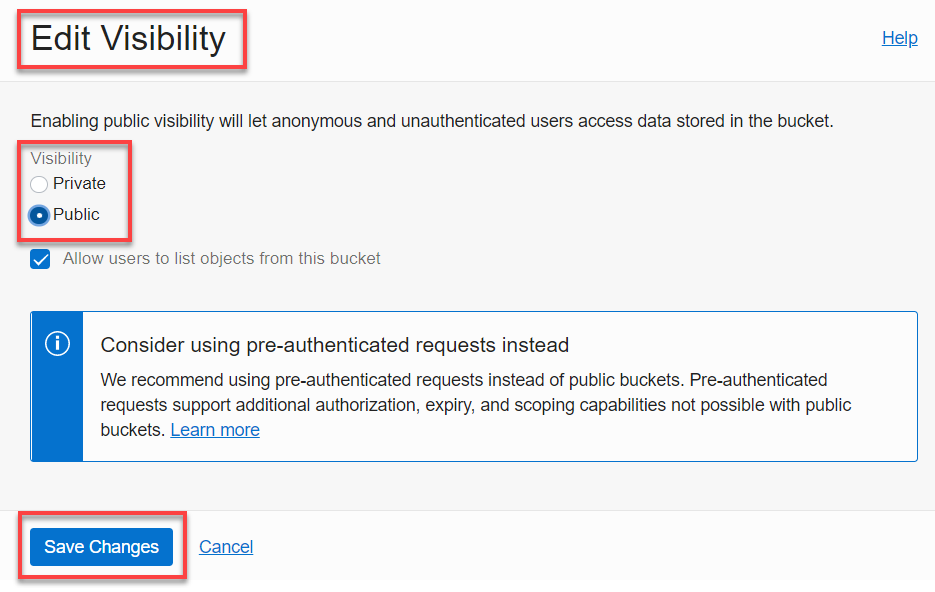 Edit Visibility
Help
Enabling public visibility will let anonymous and unauthenticated users access data stored in the bucket.
Visibility
Private
Public
Allow users to list objects from this bucket
Consider using pre-authenticated requests instead
We recommend using pre-authenticated requests instead of public buckets. Pre-authenticated
requests support additional authorization, expiry, and scoping capabilities not possible with public
buckets. Learn more
Save Changes
Cancel